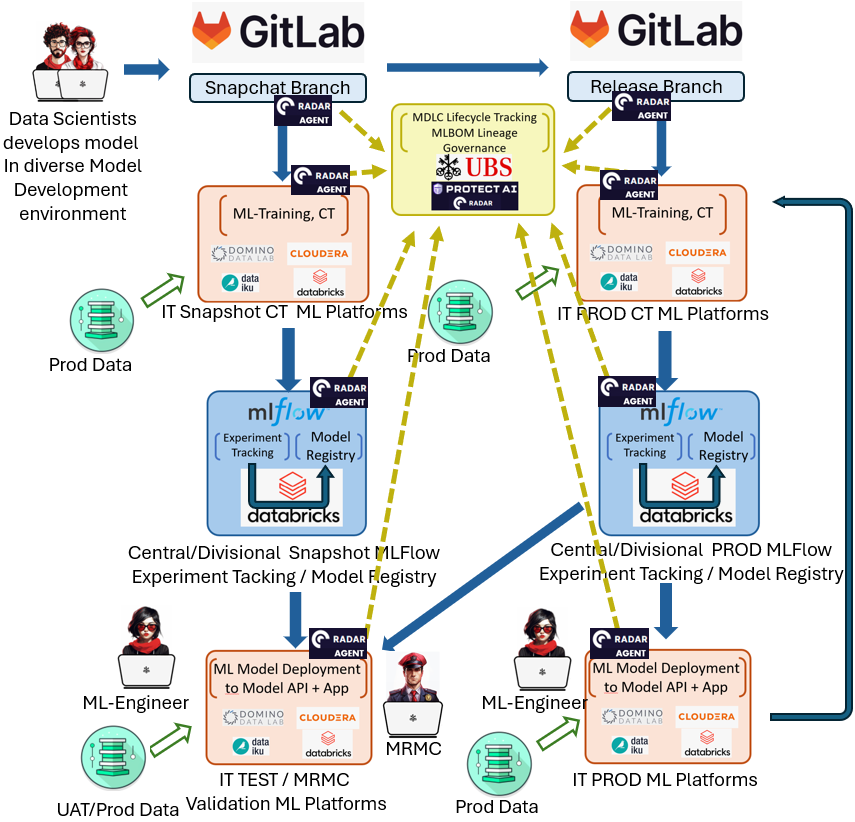 GitLab
GitLab
Snapchat Branch
Release Branch
RADAR
AGENT
RADAR
AGENT
Data Scientists
develops model
In diverse Model
Development
environment
MDLC Lifecycle Tracking
MLBOM Lineage
Governance
UBS
PROTECT AI
RADAR
RADAR
AGENT
RADAR
AGENT
ML-Training, CT
DOMINO
DATA LAB
CLOUDERA
data
iku
databricks
IT Snapshot CT ML Platforms
Prod Data
ML-Training, CT
DOMINO
DATA LAB
CLOUDERA
data
iku
databricks
IT PROD CT ML Platforms
Prod Data
RADAR
AGENT
mlflow
Experiment
Tracking
Model
Registry
databricks
Central/Divisional Snapshot MLFlow
Experiment Tacking / Model Registry
RADAR
AGENT
mlflow
Experiment
Tracking
Model
Registry
databricks
Central/Divisional PROD MLFlow
Experiment Tacking / Model Registry
RADAR
AGENT
ML Model Deployment
to Model API + App
DOMINO
DATA LAB
CLOUDERA
data
iku
databricks
ML-Engineer
MRMC
UAT/Prod Data
IT TEST / MRMC
Validation ML Platforms
RADAR
AGENT
ML Model Deployment
to Model API + App
DOMINO
DATA LAB
CLOUDERA
data
iku
databricks
ML-Engineer
Prod Data
IT PROD ML Platforms